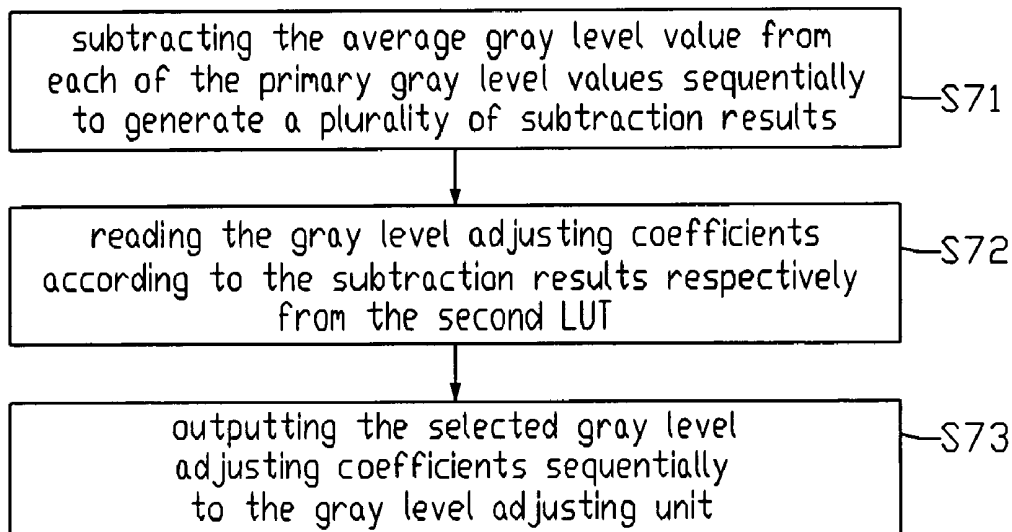 subtracting the average gray level value from
each of the primary gray level values sequentially
to generate a plurality of subtraction results
S71
reading the gray level adjusting coefficients
according to the subtraction results respectively
from the second LUT
S72
outputting the selected gray level
adjusting coefficients sequentially
to the gray level adjusting unit
S73